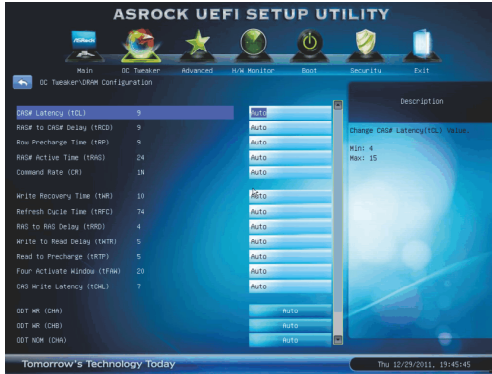 ASROCK UEFI SETUP UTILITY
Main OC Tweaker Advanced H/W Monitor Boot Security Exit
OC Tweaker\DRAM Configuration
Description
CAS# Latency (tCL) 9 Auto
Change CAS# Latency(tCL) Value.
RAS# to CAS# Delay (tRCD) 9 Auto
Row Precharge Time (tRP) 9 Auto
Min: 4
RAS# Active Time (tRAS) 24 Auto
Max: 15
Command Rate (CR) 1N Auto
Write Recovery Time (tWR) 10 Auto
Refresh Cycle Time (tRFC) 74 Auto
RAS to RAS Delay (tRRD) 4 Auto
Write to Read Delay (tWTR) 5 Auto
Read to Precharge (tRTP) 5 Auto
Four Activate Window (tFAW) 20 Auto
CAS Write Latency (tCWL) 7 Auto
ODT WR (CHA) Auto
ODT WR (CHB) Auto
ODT NOM (CHA) Auto
Tomorrow's Technology Today
Thu 12/29/2011, 19:45:45